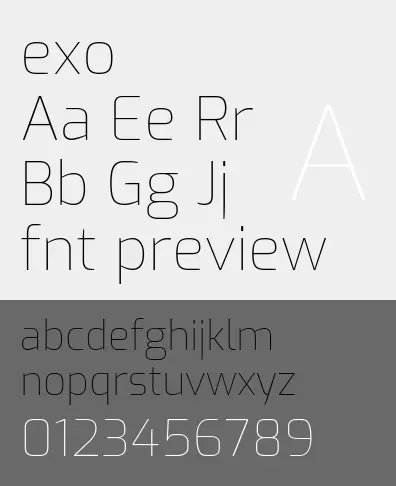 exo
Aa Ee Rr
A
Bb Gg Jj
fnt preview
abcdefghijklm
nopqrstuvwxyz
0123456789